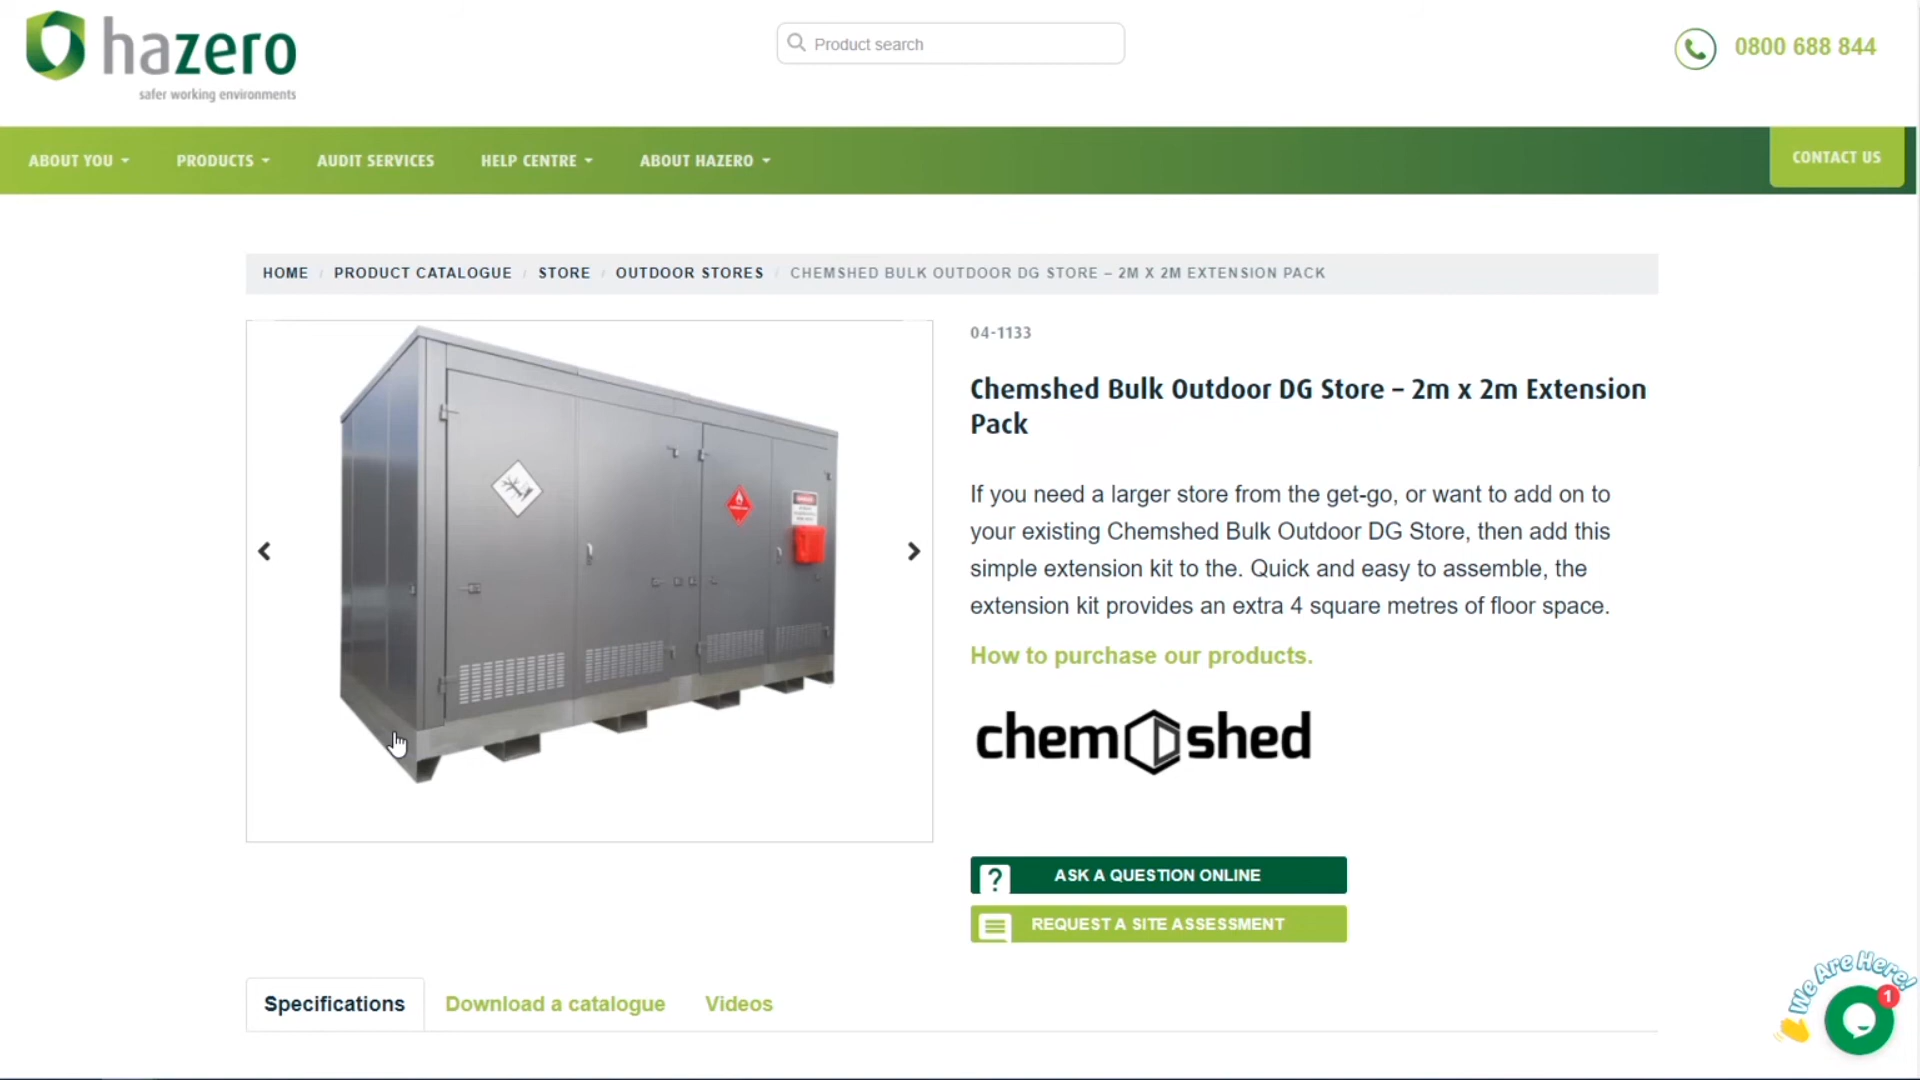 hazero
safer working environments
Product search
0800 688 844
ABOUT YOU
PRODUCTS
AUDIT SERVICES
HELP CENTRE
ABOUT HAZERO
CONTACT US
HOME / PRODUCT CATALOGUE / STORE / OUTDOOR STORES / CHEMSHED BULK OUTDOOR DG STORE – 2M X 2M EXTENSION PACK
04-1133
Chemshed Bulk Outdoor DG Store – 2m x 2m Extension
Pack
If you need a larger store from the get-go, or want to add on to
your existing Chemshed Bulk Outdoor DG Store, then add this
simple extension kit to the. Quick and easy to assemble, the
extension kit provides an extra 4 square metres of floor space.
How to purchase our products.
chemshed
? ASK A QUESTION ONLINE
REQUEST A SITE ASSESSMENT
Specifications
Download a catalogue
Videos
We Are Here!
1